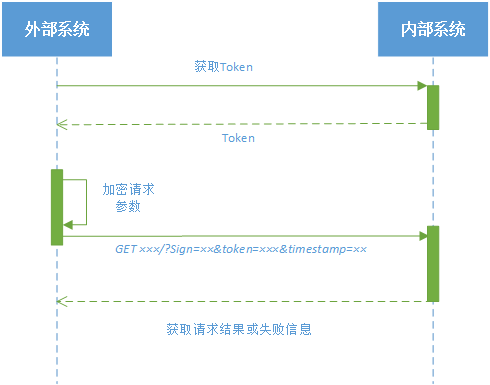 外部系统
内部系统
获取Token
Token
加密请求
参数
GET xxx/?Sign=xx&token=xxx&timestamp=xx
获取请求结果或失败信息